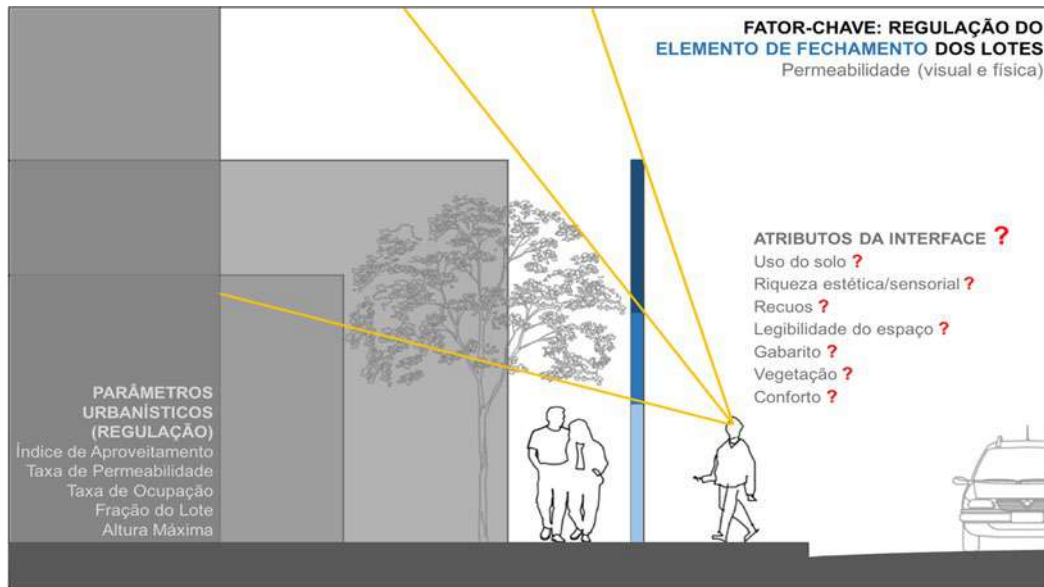 FATOR-CHAVE: REGULAÇÃO DO
ELEMENTO DE FECHAMENTO DOS LOTES
Permeabilidade (visual e física)
ATRIBUTOS DA INTERFACE ?
Uso do solo ?
Riqueza estética/sensorial ?
Recuos ?
Legibilidade do espaço ?
Gabarito ?
Vegetação ?
Conforto ?
PARÂMETROS
URBANÍSTICOS
(REGULAÇÃO)
Índice de Aproveitamento
Taxa de Permeabilidade
Taxa de Ocupação
Fração do Lote
Altura Máxima